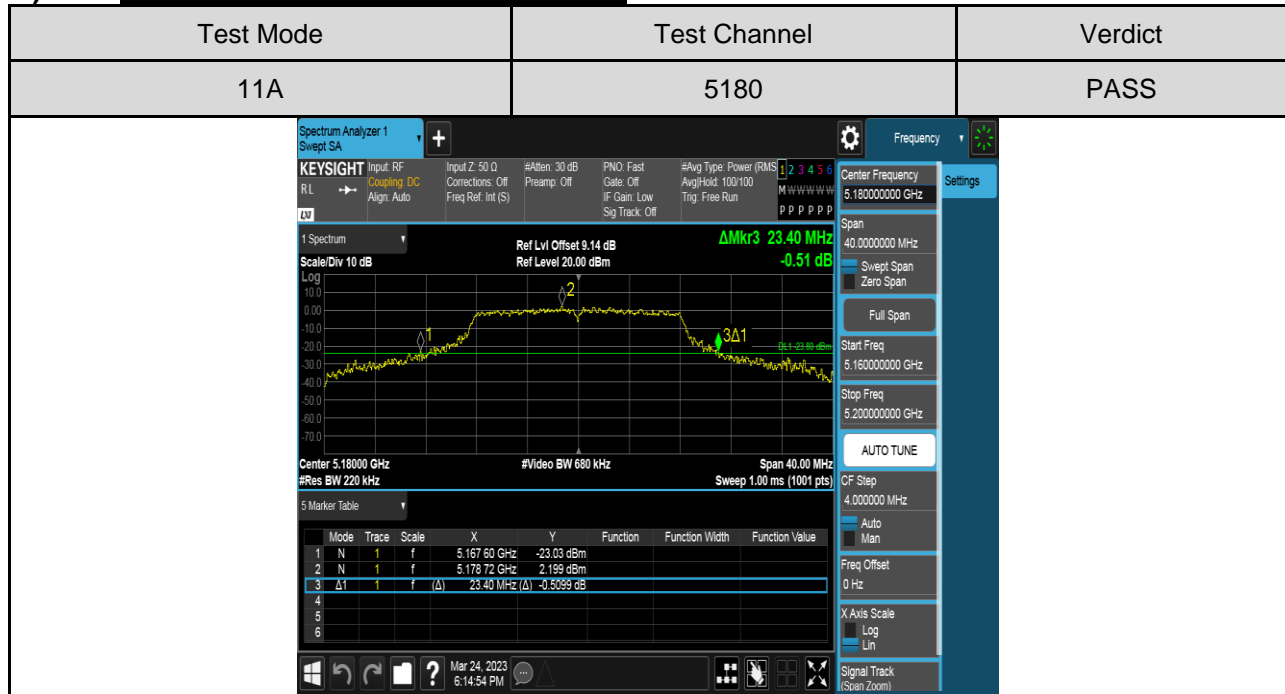 Test Mode Test Channel Verdict
11A 5180 PASS
Spectrum Analyzer 1
Swept SA
+
Frequency
KEYSIGHT
RL
LXI
Input: RF
Coupling: DC
Align: Auto
Input Z: 50 Ω
Corrections: Off
Freq Ref: Int (S)
#Atten: 30 dB
Preamp: Off
PNO: Fast
Gate: Off
IF Gain: Low
Sig Track: Off
#Avg Type: Power (RMS
Avg|Hold: 100/100
Trig: Free Run
1 2 3 4 5 6
M W W W W W
P P P P P P
Center Frequency
5.180000000 GHz
Settings
Span
40.0000000 MHz
Swept Span
Zero Span
Full Span
Start Freq
5.160000000 GHz
Stop Freq
5.200000000 GHz
AUTO TUNE
CF Step
4.000000 MHz
Auto
Man
Freq Offset
0 Hz
X Axis Scale
Log
Lin
Signal Track
(Span Zoom)
1 Spectrum
Scale/Div 10 dB
Ref Lvl Offset 9.14 dB
Ref Level 20.00 dBm
ΔMkr3 23.40 MHz
-0.51 dB
Log
10.0
0.00
-10.0
-20.0
-30.0
-40.0
-50.0
-60.0
-70.0
1
2
3Δ1
DL1 -23.80 dBm
Center 5.18000 GHz
#Res BW 220 kHz
#Video BW 680 kHz
Span 40.00 MHz
Sweep 1.00 ms (1001 pts)
5 Marker Table
Mode Trace Scale X Y Function Function Width Function Value
1 N 1 f 5.167 60 GHz -23.03 dBm
2 N 1 f 5.178 72 GHz 2.199 dBm
3 Δ1 1 f (Δ) 23.40 MHz (Δ) -0.5099 dB
4
5
6
?
Mar 24, 2023
6:14:54 PM